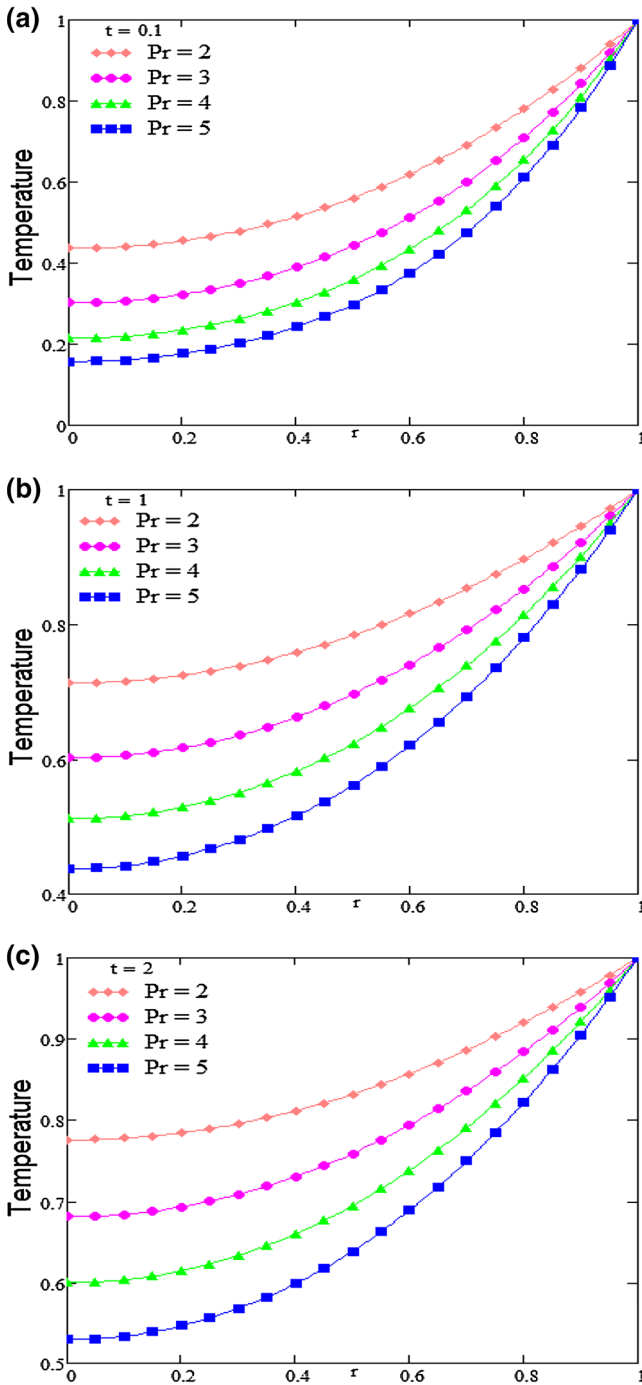 (a)
t = 0.1
Pr = 2
Pr = 3
Pr = 4
Pr = 5
Temperature
1
0.8
0.6
0.4
0.2
0
0
0.2
0.4
0.6
0.8
1
r
(b)
t = 1
Pr = 2
Pr = 3
Pr = 4
Pr = 5
Temperature
1
0.8
0.6
0.4
0
0.2
0.4
0.6
0.8
1
r
(c)
t = 2
Pr = 2
Pr = 3
Pr = 4
Pr = 5
Temperature
1
0.9
0.8
0.7
0.6
0.5
0
0.2
0.4
0.6
0.8
1
r